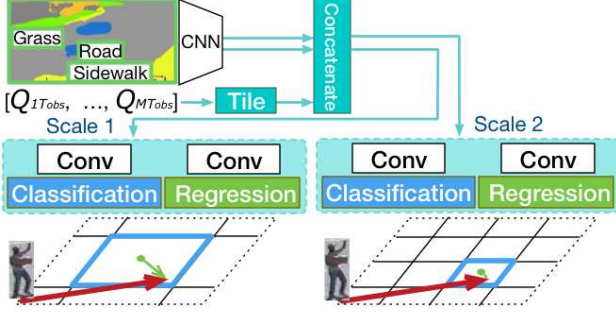 Grass
Road
Sidewalk
CNN
Concatenate
[Q1Tobs, ..., QMTobs]
Tile
Scale 1
Scale 2
Conv Conv
Classification Regression
Conv Conv
Classification Regression